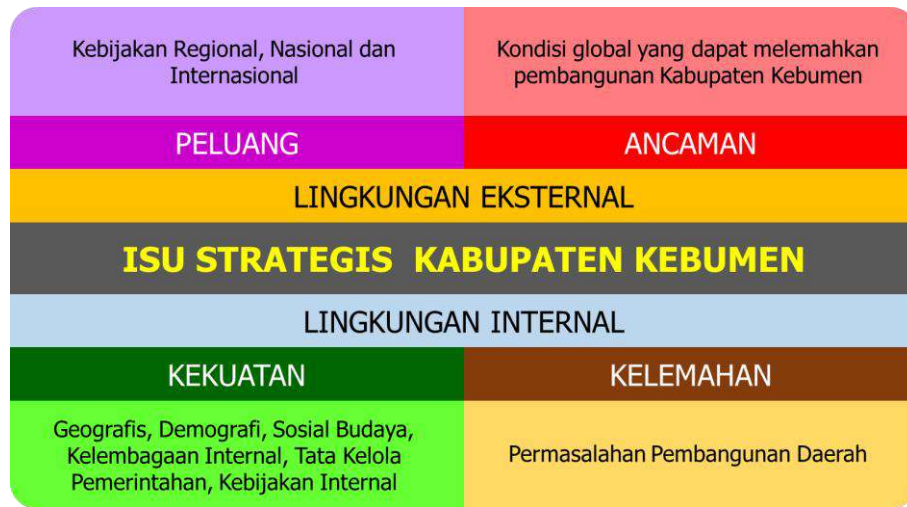 Kebijakan Regional, Nasional dan
Internasional
Kondisi global yang dapat melemahkan
pembangunan Kabupaten Kebumen
PELUANG
ANCAMAN
LINGKUNGAN EKSTERNAL
ISU STRATEGIS KABUPATEN KEBUMEN
LINGKUNGAN INTERNAL
KEKUATAN
KELEMAHAN
Geografis, Demografi, Sosial Budaya,
Kelembagaan Internal, Tata Kelola
Pemerintahan, Kebijakan Internal
Permasalahan Pembangunan Daerah